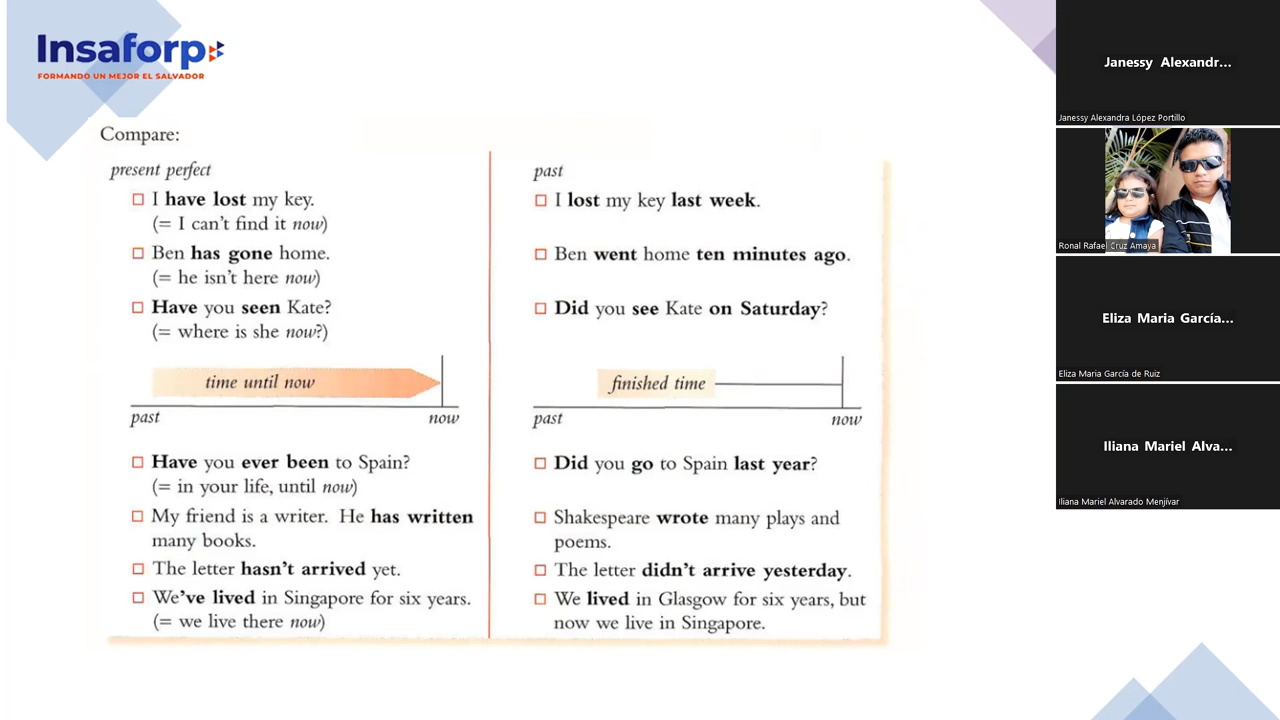 Insaforp
FORMANDO UN MEJOR EL SALVADOR
Compare:
present perfect
I have lost my key.
(= I can't find it now)
Ben has gone home.
(= he isn't here now)
Have you seen Kate?
(= where is she now?)
time until now
past
now
Have you ever been to Spain?
(= in your life, until now)
My friend is a writer. He has written
many books.
The letter hasn't arrived yet.
We've lived in Singapore for six years.
(= we live there now)
past
I lost my key last week.
Ben went home ten minutes ago.
Did you see Kate on Saturday?
finished time
past
now
Did you go to Spain last year?
Shakespeare wrote many plays and
poems.
The letter didn't arrive yesterday.
We lived in Glasgow for six years, but
now we live in Singapore.
Janessy Alexandr...
Janessy Alexandra López Portillo
Ronal Rafael Cruz Amaya
Eliza Maria García...
Eliza Maria García de Ruiz
Iliana Mariel Alva...
Iliana Mariel Alvarado Menjívar